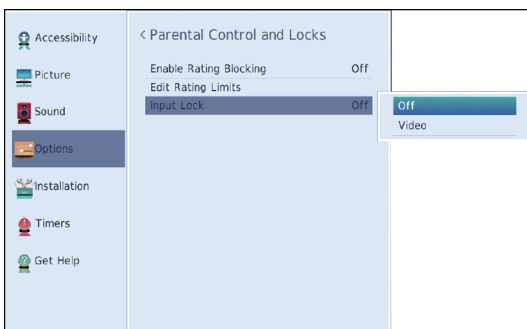 Accessibility
Picture
Sound
Options
Installation
Timers
Get Help
< Parental Control and Locks
Enable Rating Blocking Off
Edit Rating Limits
Input Lock Off
Off
Video